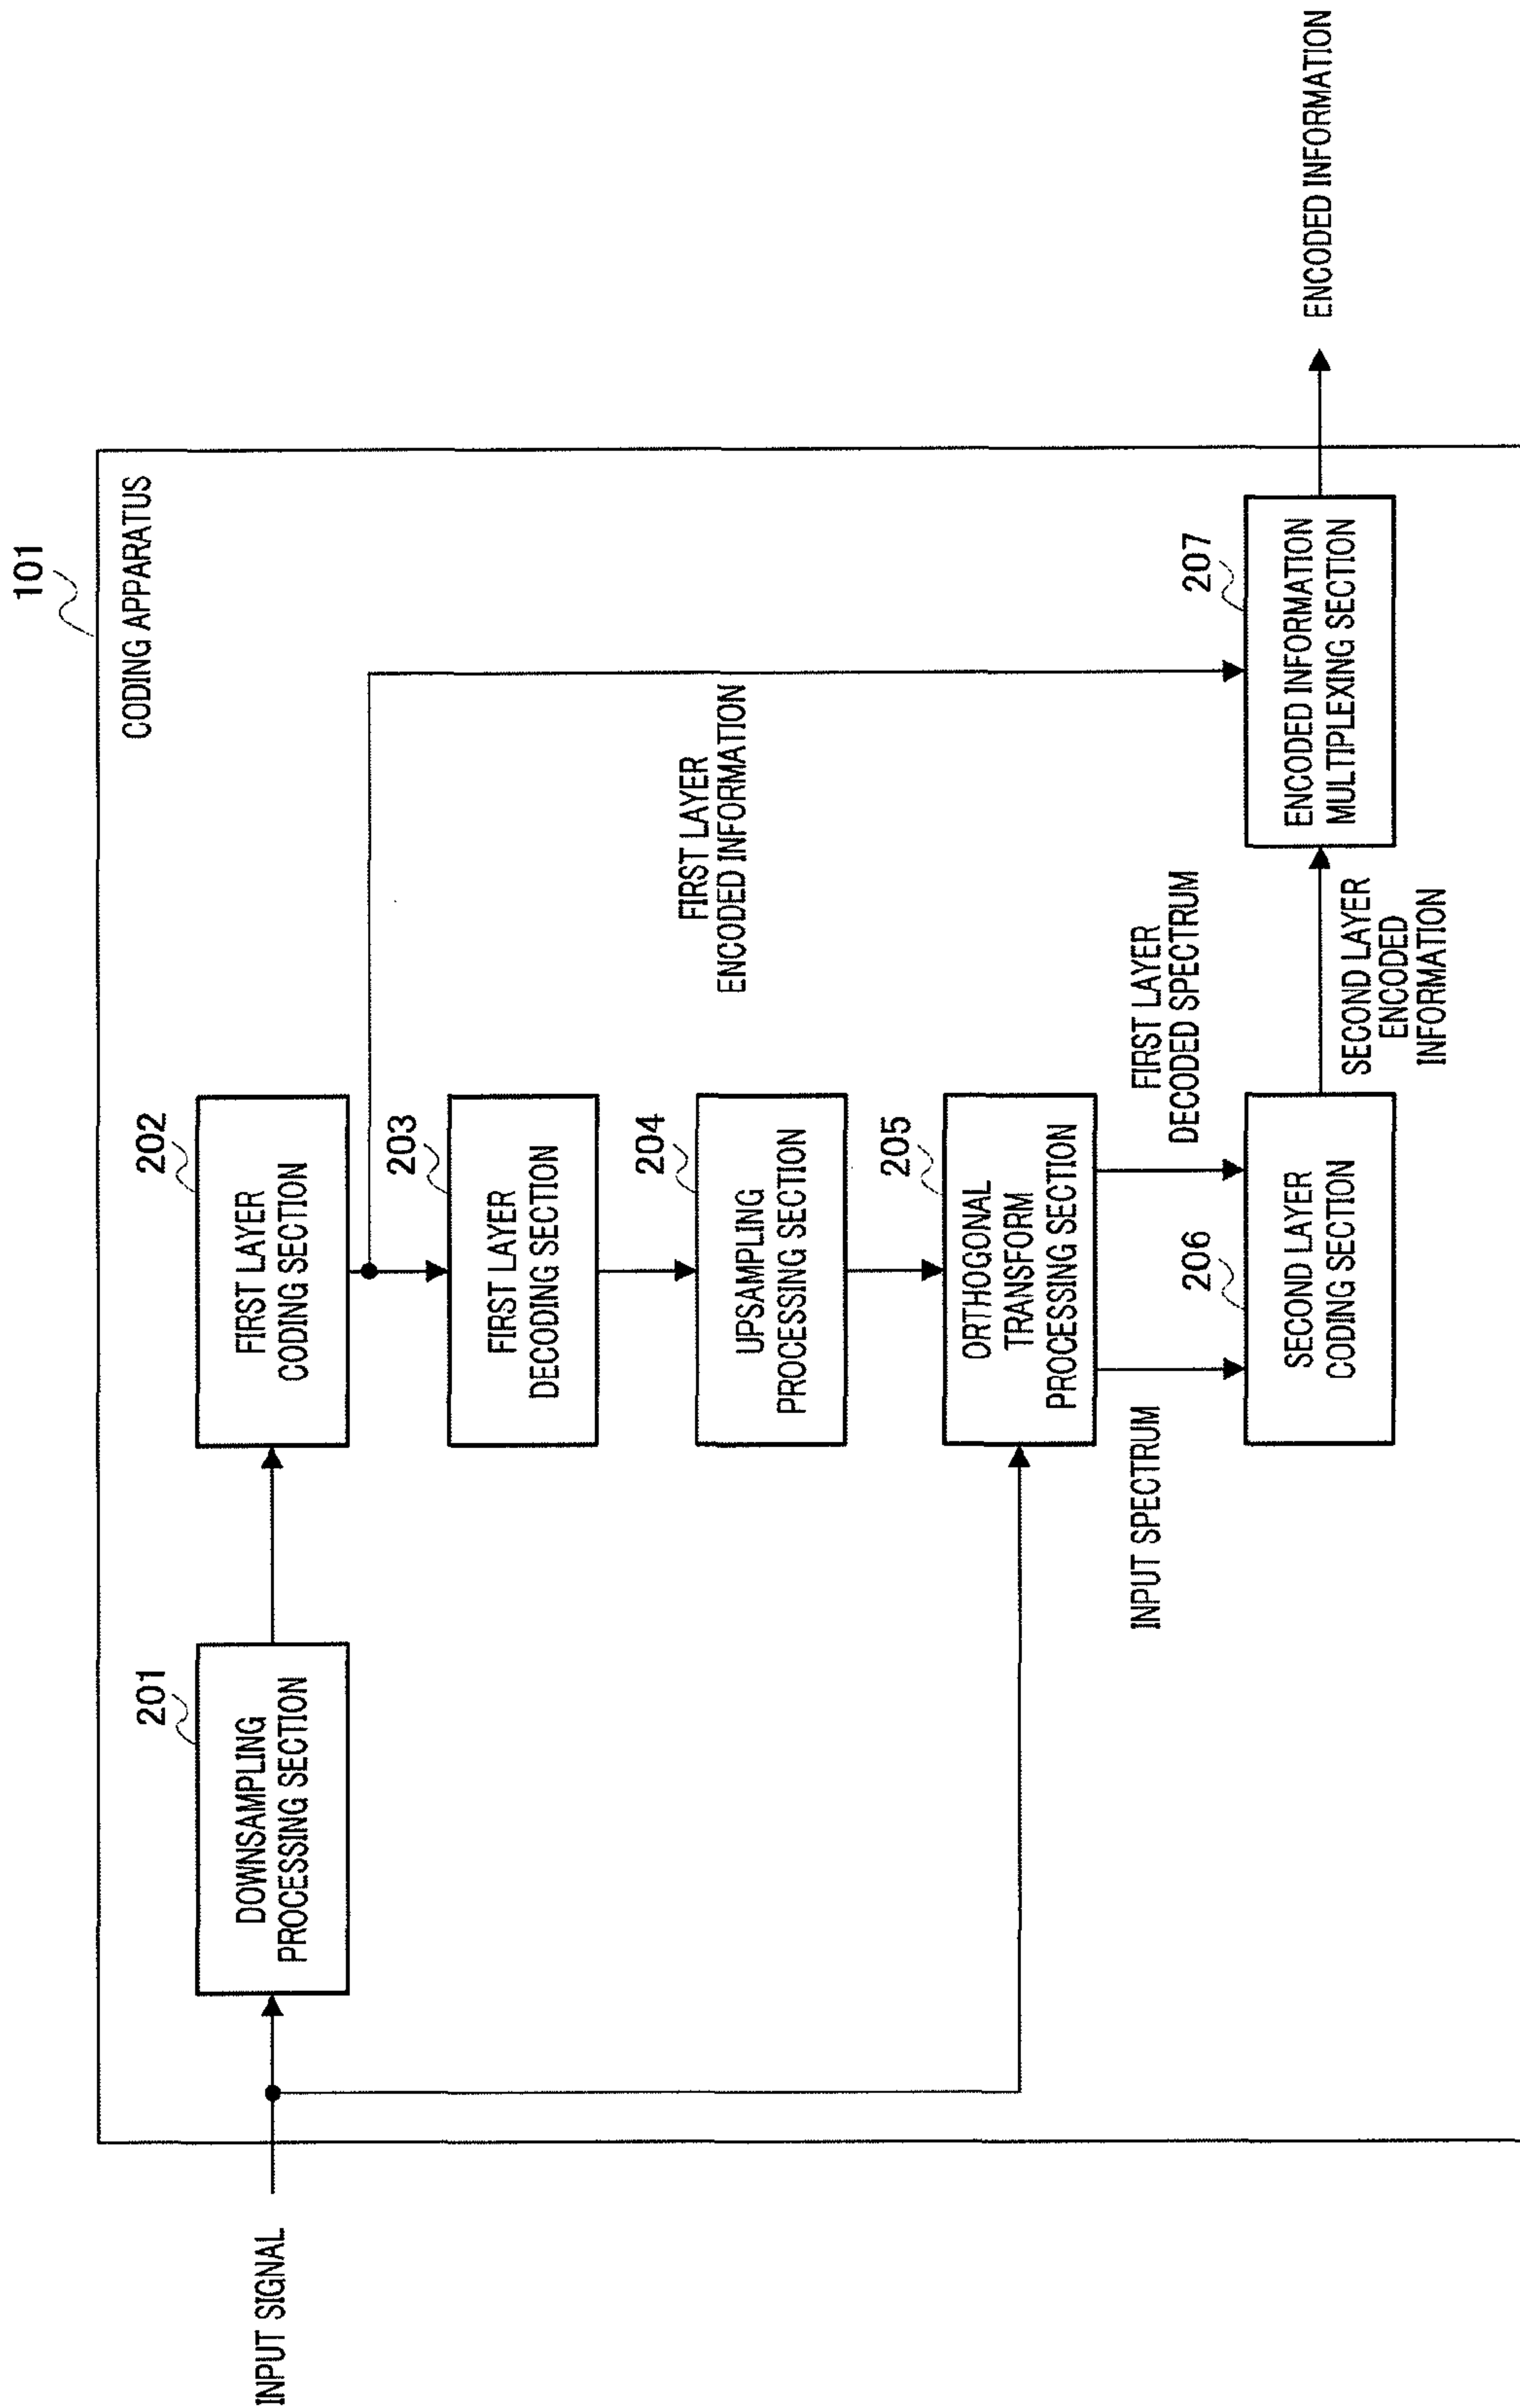 101
CODING APPARATUS
INPUT SIGNAL
201
DOWNSAMPLING
PROCESSING SECTION
202
FIRST LAYER
CODING SECTION
203
FIRST LAYER
DECODING SECTION
FIRST LAYER
ENCODED INFORMATION
204
UPSAMPLING
PROCESSING SECTION
205
ORTHOGONAL
TRANSFORM
PROCESSING SECTION
INPUT SPECTRUM
FIRST LAYER
DECODED SPECTRUM
206
SECOND LAYER
CODING SECTION
SECOND LAYER
ENCODED
INFORMATION
207
ENCODED INFORMATION
MULTIPLEXING SECTION
ENCODED INFORMATION